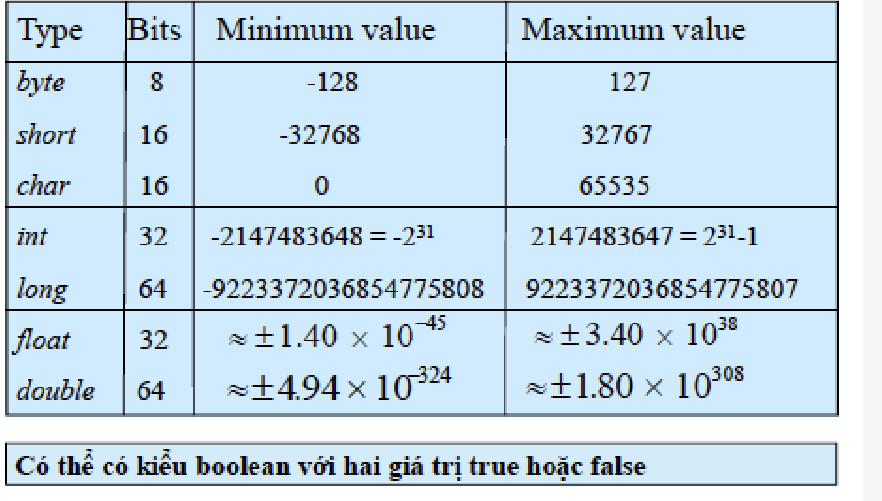 Type Bits Minimum value Maximum value
byte 8 -128 127
short 16 -32768 32767
char 16 0 65535
int 32 -2147483648 = -2³¹ 2147483647 = 2³¹-1
long 64 -9223372036854775808 9223372036854775807
float 32 ≈ ±1.40 × 10⁻⁴⁵ ≈ ±3.40 × 10³⁸
double 64 ≈±4.94 × 10⁻³²⁴ ≈±1.80 × 10³⁰⁸
Có thể có kiểu boolean với hai giá trị true hoặc false